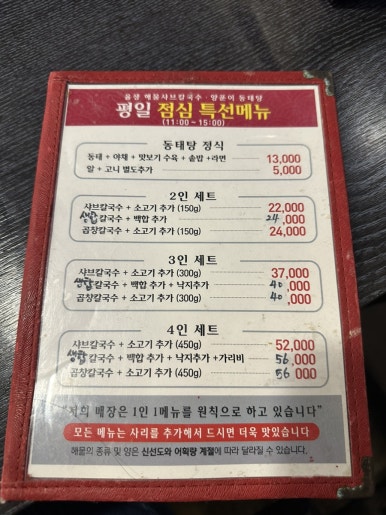 해물샤브칼국수 · 양푼이 동태탕
평일 점심 특선메뉴
(11:00~15:00)
동태탕 정식
동태 + 야채 + 맛보기 수육 + 솥밥 +라면 13,000
알 + 고니 별도추가 5,000
2인 세트
샤브칼국수 + 소고기 추가 (150g) 22,000
생합칼국수 + 백합 추가 24,000
곱창칼국수 + 소고기 추가 (150g) 24,000
3인 세트
샤브칼국수 + 소고기 추가 (300g) 37,000
생합칼국수 + 백합 추가 +낙지추가 40,000
곱창칼국수 + 소고기 추가 (300g) 40,000
4인 세트
샤브칼국수 + 소고기 추가 (450g) 52,000
생합칼국수 + 백합 추가 +낙지추가 +가리비 56,000
곱창칼국수 + 소고기 추가 (450g) 56,000
"저희 매장은 1인 1메뉴를 원칙으로 하고 있습니다"
모든 메뉴는 사리를 추가해서 드시면 더욱 맛있습니다
해물의 종류 및 양은 신선도와 어획량 계절에 따라 달라질 수 있습니다.